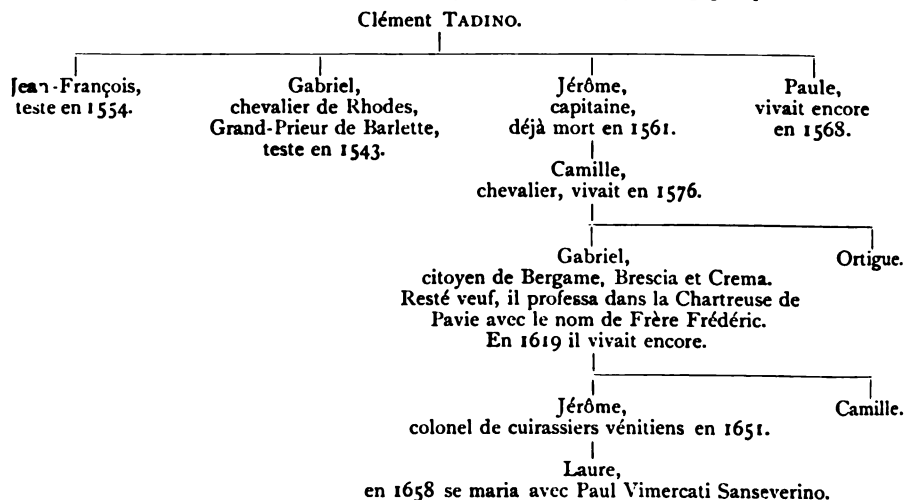 Clément TADINO.
Jean-François,
teste en 1554.
Gabriel,
chevalier de Rhodes,
Grand-Prieur de Barlette,
teste en 1543.
Jérôme,
capitaine,
déjà mort en 1561.
Paule,
vivait encore
en 1568.
Camille,
chevalier, vivait en 1576.
Gabriel,
citoyen de Bergame, Brescia et Crema.
Resté veuf, il professa dans la Chartreuse de
Pavie avec le nom de Frère Frédéric.
En 1619 il vivait encore.
Ortigue.
Jérôme,
colonel de cuirassiers vénitiens en 1651.
Camille.
Laure,
en 1658 se maria avec Paul Vimercati Sanseverino.